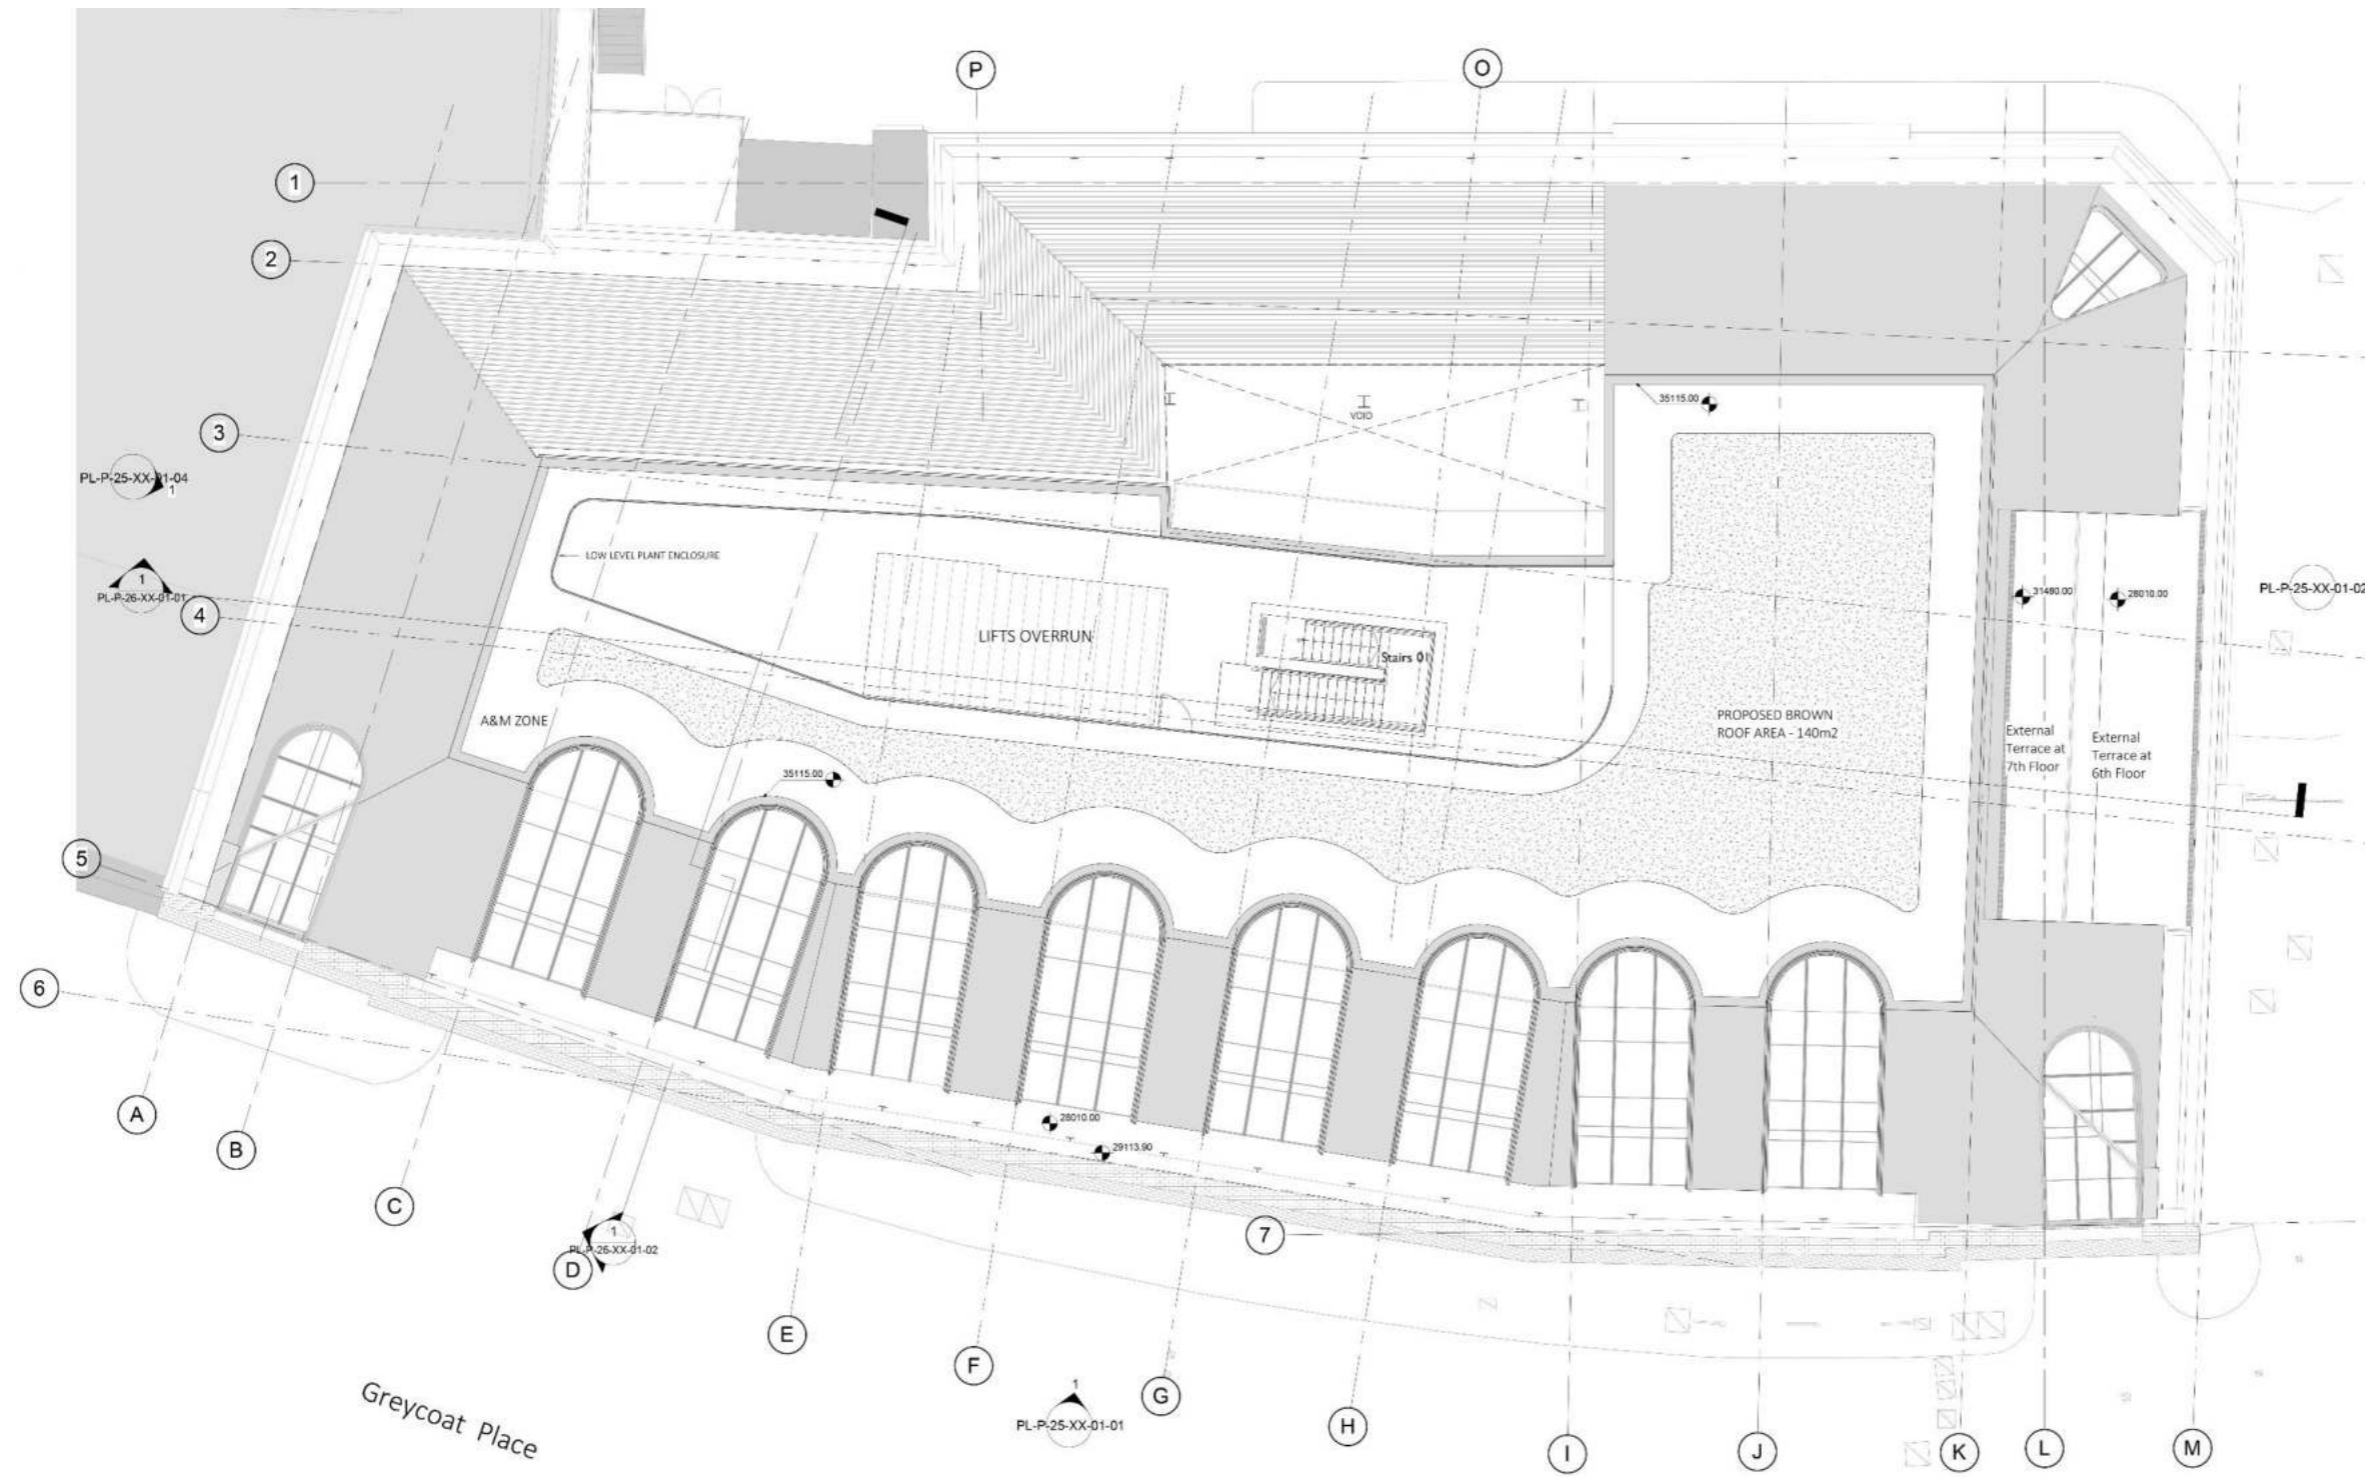 P
O
1
2
3
35115.00
VOID
PL-P-25-XX-01-04
1
LOW LEVEL PLANT ENCLOSURE
1
PL-P-26-XX-01-01
4
31480.00
28010.00
PL-P-25-XX-01-02
LIFTS OVERRUN
Stairs 01
A&M ZONE
PROPOSED BROWN
ROOF AREA - 140m2
External
Terrace at
7th Floor
External
Terrace at
6th Floor
35115.00
5
6
28010.00
29113.90
A
B
C
1
PL-P-26-XX-01-02
D
7
E
F
G
H
I
J
K
L
M
1
PL-P-25-XX-01-01
Greycoat Place